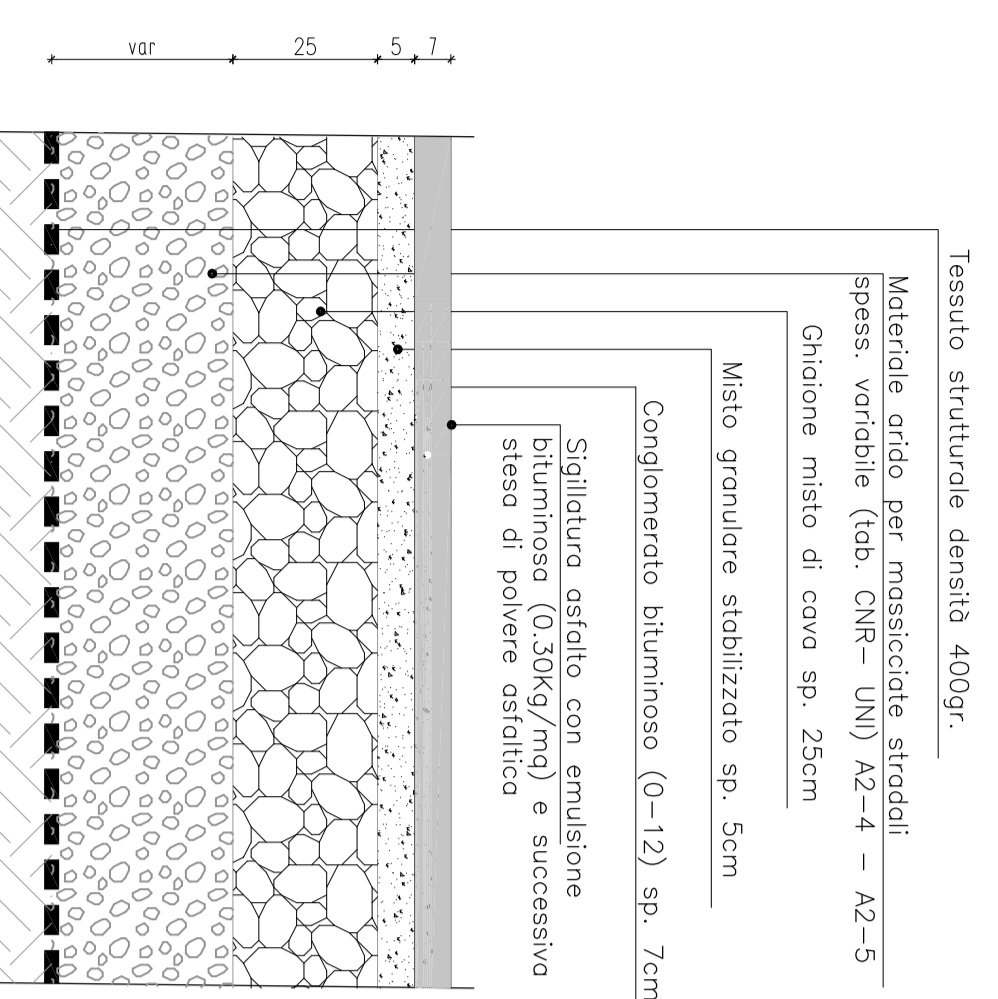 Tessuto strutturale densità 400gr.
Materiale arido per massicciate stradali
spess. variabile (tab. CNR- UNI) A2-4 - A2-5
Ghiaione misto di cava sp. 25cm
Misto granulare stabilizzato sp. 5cm
Conglomerato bituminoso (0-12) sp. 7cm
Sigillatura asfalto con emulsione
bituminosa (0.30Kg/mq) e successiva
stesa di polvere asfaltica
var 25 5 7